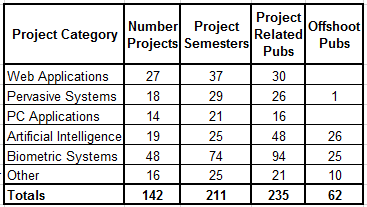 Project Category Number Projects Project Semesters Project Related Pubs Offshoot Pubs
Web Applications 27 37 30
Pervasive Systems 18 29 26 1
PC Applications 14 21 16
Artificial Intelligence 19 25 48 26
Biometric Systems 48 74 94 25
Other 16 25 21 10
Totals 142 211 235 62